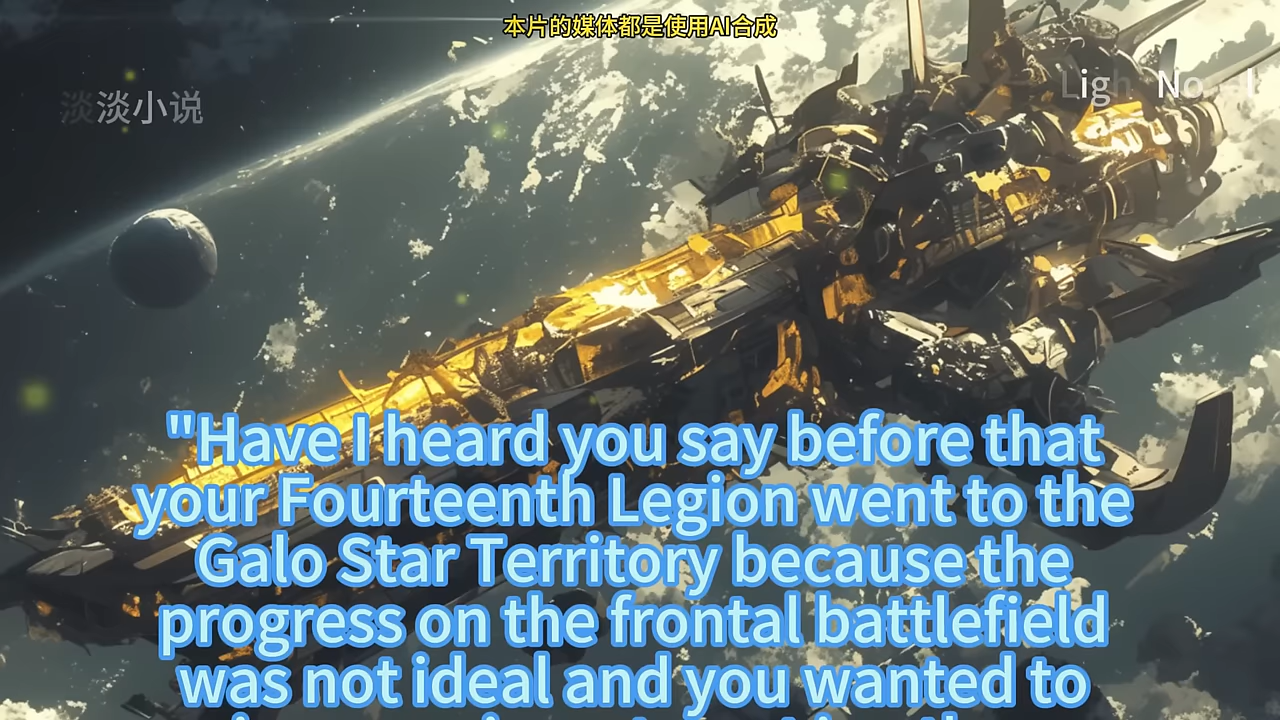 本片的媒体都是使用AI合成
淡淡小说
Ligh No l
"Have I heard you say before that
your Fourteenth Legion went to the
Galo Star Territory because the
progress on the frontal battlefield
was not ideal and you wanted to